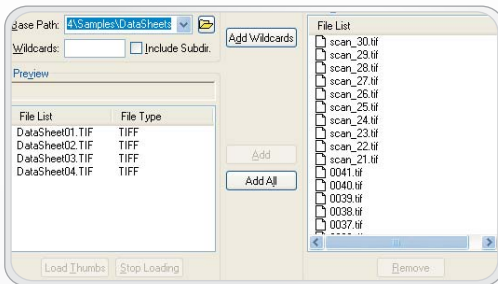 Base Path: 4\Samples\DataSheets
Wildcards:
Include Subdir.
Preview
File List File Type
DataSheet01.TIF TIFF
DataSheet02.TIF TIFF
DataSheet03.TIF TIFF
DataSheet04.TIF TIFF
Load Thumbs Stop Loading
Add Wildcards
Add
Add All
File List
scan_30.tif
scan_29.tif
scan_28.tif
scan_27.tif
scan_26.tif
scan_25.tif
scan_24.tif
scan_23.tif
scan_22.tif
scan_21.tif
0041.tif
0040.tif
0039.tif
0038.tif
0037.tif
Remove